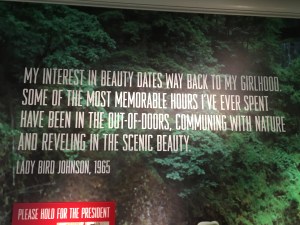 MY INTEREST IN BEAUTY DATES WAY BACK TO MY GIRLHOOD.
SOME OF THE MOST MEMORABLE HOURS I'VE EVER SPENT
HAVE BEEN IN THE OUT-OF-DOORS, COMMUNING WITH NATURE
AND REVELING IN THE SCENIC BEAUTY.
LADY BIRD JOHNSON, 1965
PLEASE HOLD FOR THE PRESIDENT